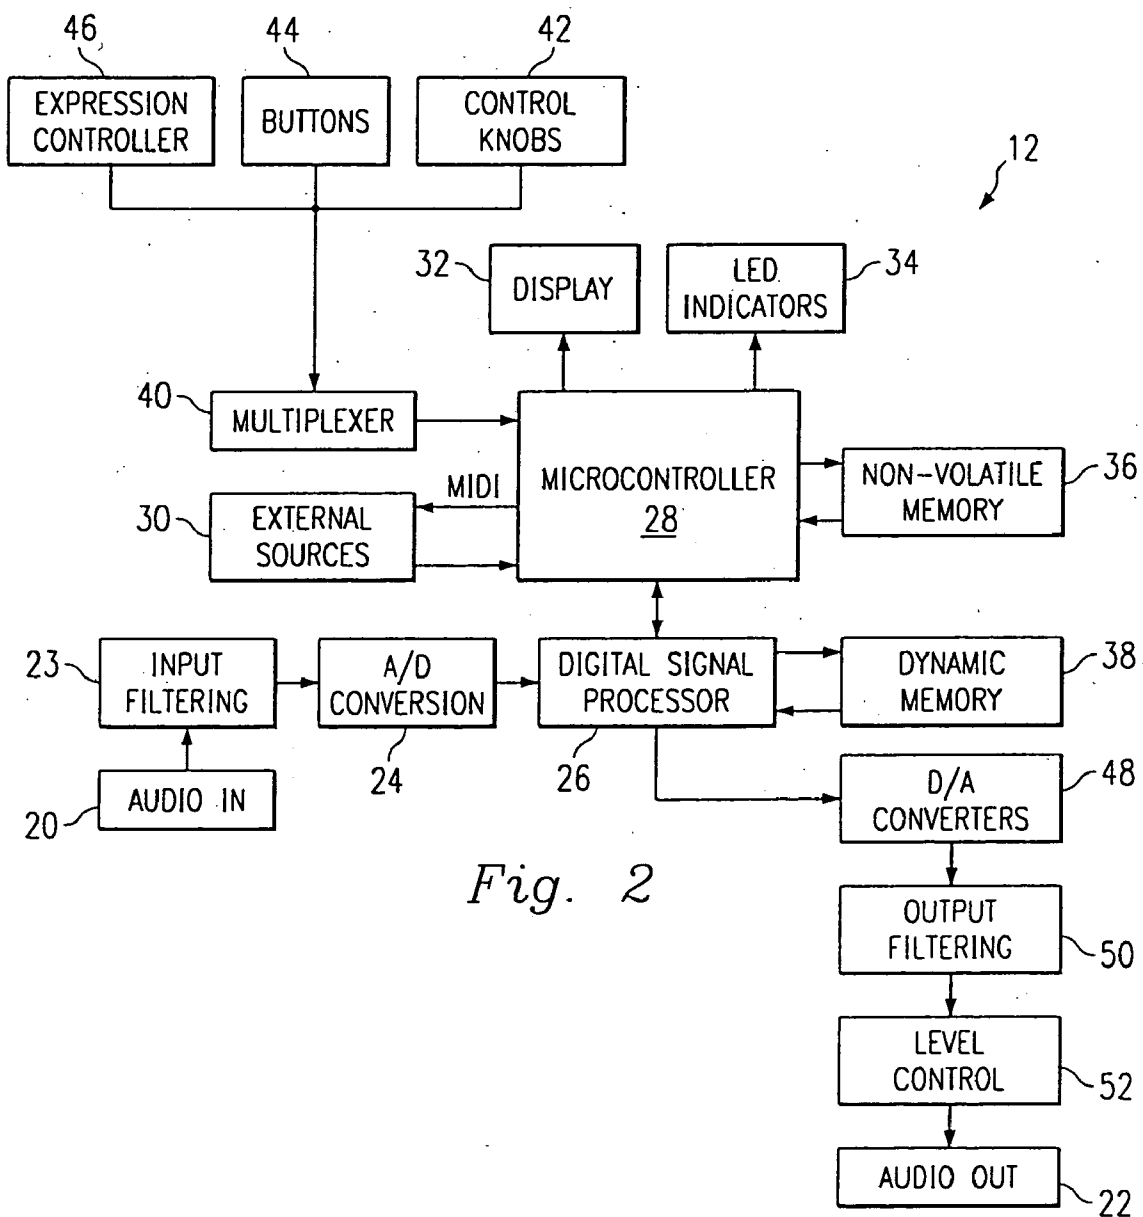 46
44
42
EXPRESSION
CONTROLLER
BUTTONS
CONTROL
KNOBS
12
32
DISPLAY
LED
INDICATORS
34
40
MULTIPLEXER
MICROCONTROLLER
28
NON-VOLATILE
MEMORY
36
MIDI
30
EXTERNAL
SOURCES
23
INPUT
FILTERING
A/D
CONVERSION
24
DIGITAL SIGNAL
PROCESSOR
26
DYNAMIC
MEMORY
38
20
AUDIO IN
D/A
CONVERTERS
48
Fig. 2
OUTPUT
FILTERING
50
LEVEL
CONTROL
52
AUDIO OUT
22